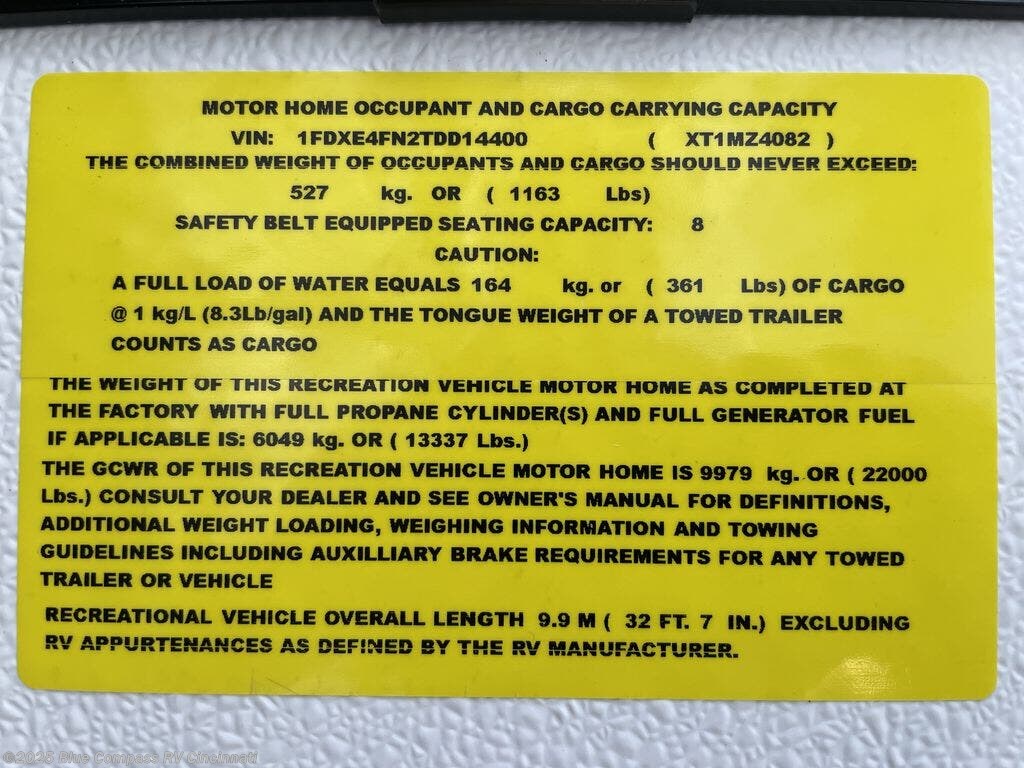 MOTOR HOME OCCUPANT AND CARGO CARRYING CAPACITY
VIN: 1FDXE4FN2TDD14400 ( XT1MZ4082 )
THE COMBINED WEIGHT OF OCCUPANTS AND CARGO SHOULD NEVER EXCEED:
527 kg. OR ( 1163 Lbs)
SAFETY BELT EQUIPPED SEATING CAPACITY: 8
CAUTION:
A FULL LOAD OF WATER EQUALS 164 kg. or ( 361 Lbs) OF CARGO
@ 1 kg/L (8.3Lb/gal) AND THE TONGUE WEIGHT OF A TOWED TRAILER
COUNTS AS CARGO
THE WEIGHT OF THIS RECREATION VEHICLE MOTOR HOME AS COMPLETED AT
THE FACTORY WITH FULL PROPANE CYLINDER(S) AND FULL GENERATOR FUEL
IF APPLICABLE IS: 6049 kg. OR ( 13337 Lbs.)
THE GCWR OF THIS RECREATION VEHICLE MOTOR HOME IS 9979 kg. OR ( 22000
Lbs.) CONSULT YOUR DEALER AND SEE OWNER'S MANUAL FOR DEFINITIONS,
ADDITIONAL WEIGHT LOADING, WEIGHING INFORMATION AND TOWING
GUIDELINES INCLUDING AUXILLIARY BRAKE REQUIREMENTS FOR ANY TOWED
TRAILER OR VEHICLE
RECREATIONAL VEHICLE OVERALL LENGTH 9.9 M ( 32 FT. 7 IN.) EXCLUDING
RV APPURTENANCES AS DEFINED BY THE RV MANUFACTURER.
©2025 Blue Compass RV Cincinnati